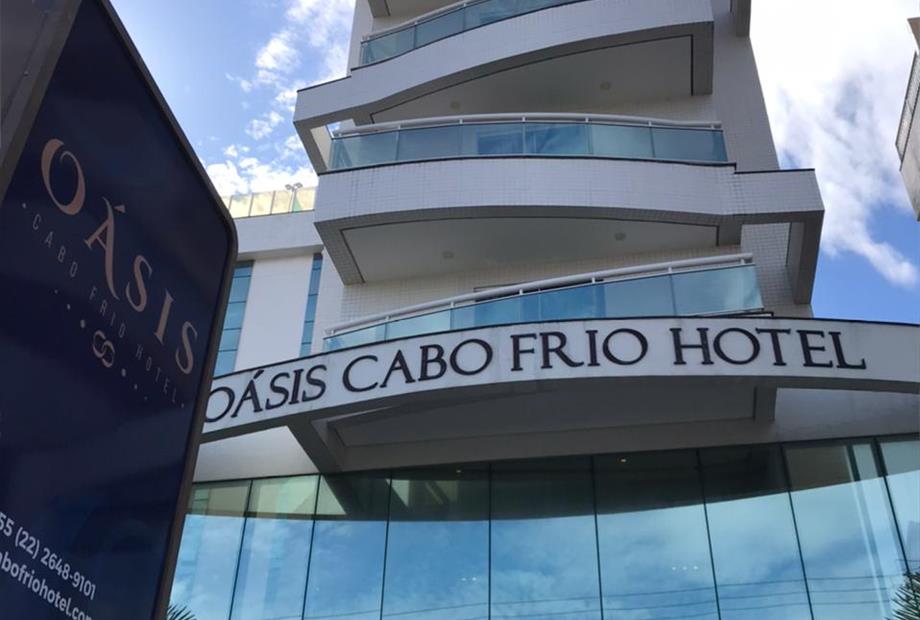 OÁSIS
CABO FRIO HOTEL
55 (22) 2648-9101
abofriohotel.com
OÁSIS CABO FRIO HOTEL